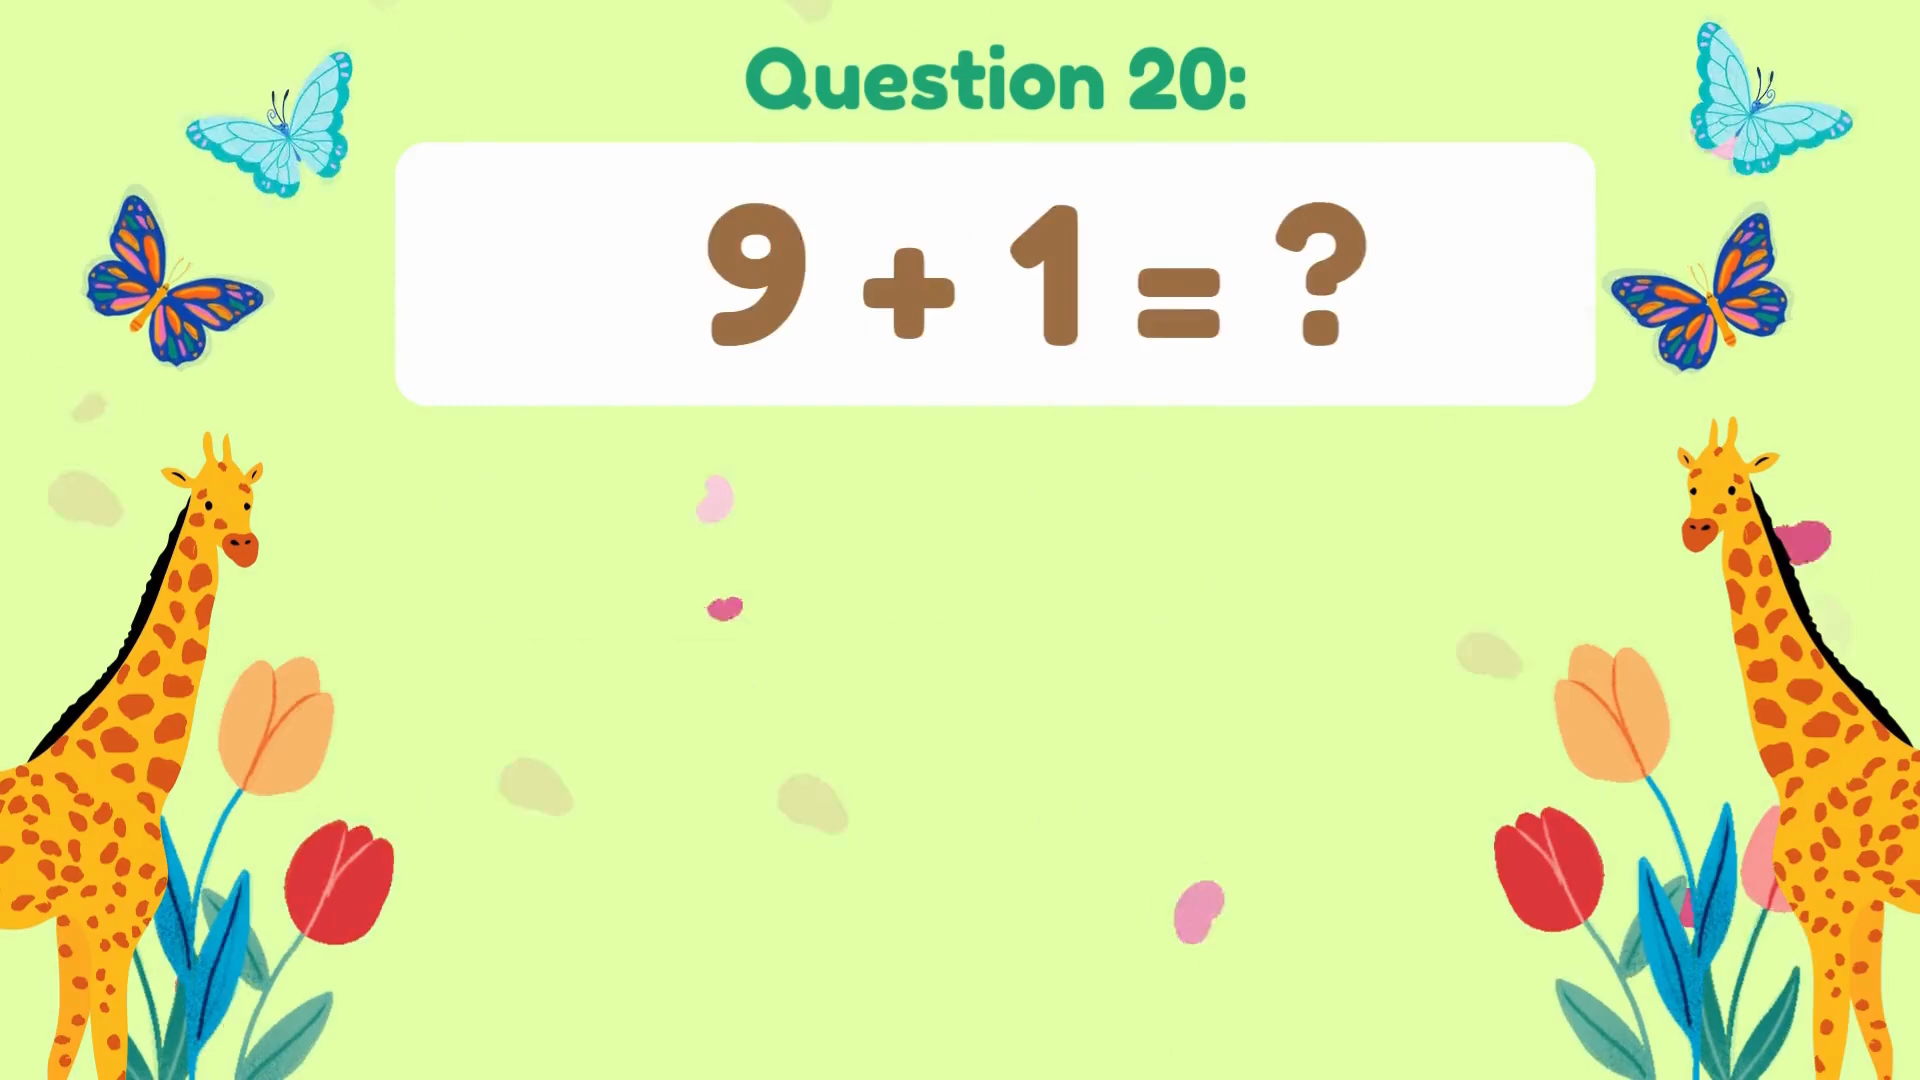 Question 20:
9 + 1 = ?